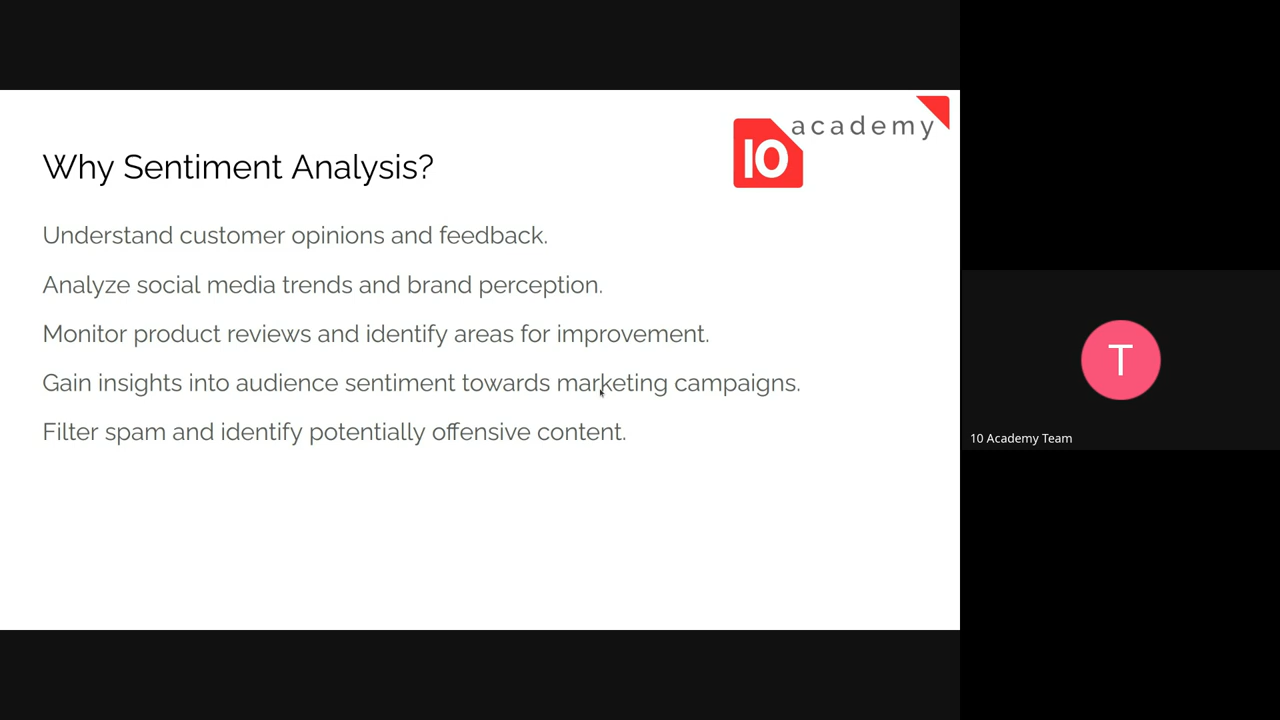 academy
10
Why Sentiment Analysis?
Understand customer opinions and feedback.
Analyze social media trends and brand perception.
Monitor product reviews and identify areas for improvement.
Gain insights into audience sentiment towards marketing campaigns.
Filter spam and identify potentially offensive content.
T
10 Academy Team